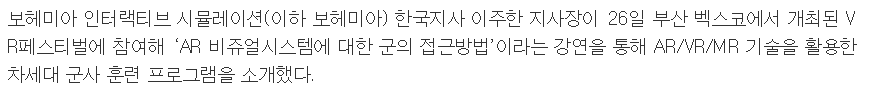 보헤미아 인터랙티브 시뮬레이션(이하 보헤미아) 한국지사 이주한 지사장이 26일 부산 벡스코에서 개최된 V
R페스티벌에 참여해 ‘AR 비쥬얼시스템에 대한 군의 접근방법’이라는 강연을 통해 AR/VR/MR 기술을 활용한
차세대 군사 훈련 프로그램을 소개했다.